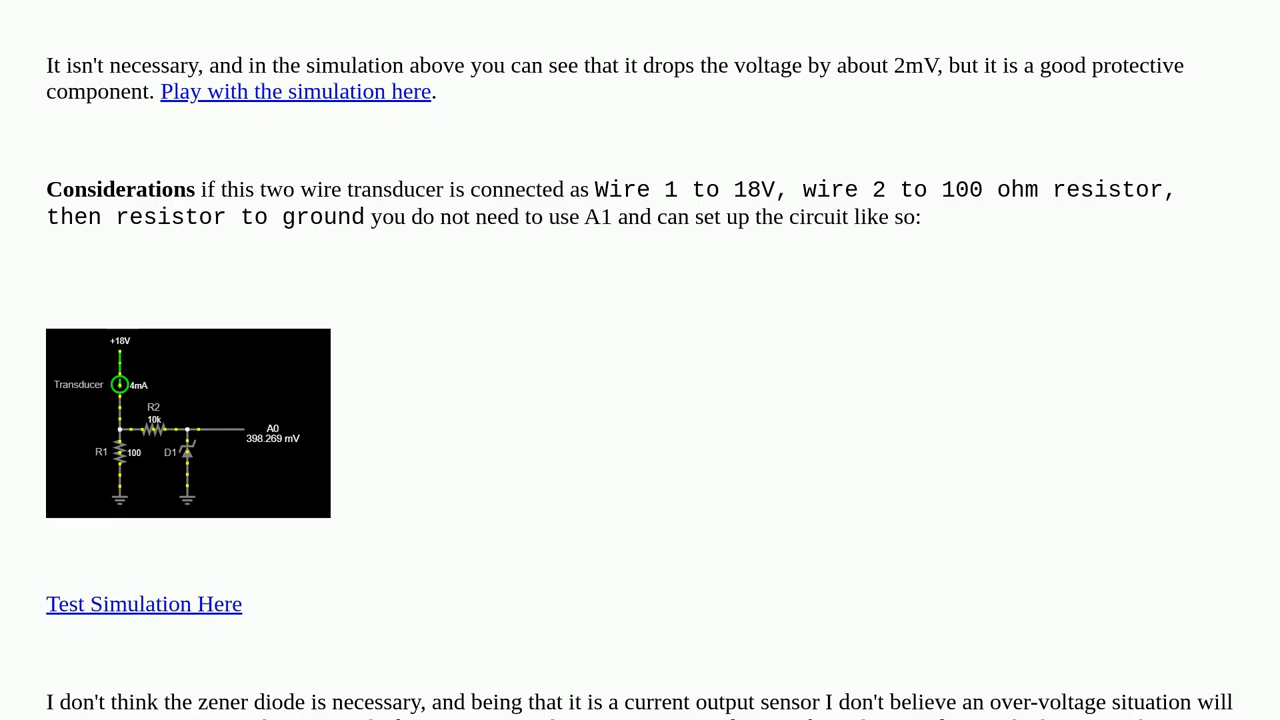 It isn't necessary, and in the simulation above you can see that it drops the voltage by about 2mV, but it is a good protective
component. Play with the simulation here.
Considerations if this two wire transducer is connected as Wire 1 to 18V, wire 2 to 100 ohm resistor,
then resistor to ground you do not need to use A1 and can set up the circuit like so:
+18V
Transducer 4mA
R2
10k
A0
398.269 mV
R1 100 D1
Test Simulation Here
I don't think the zener diode is necessary, and being that it is a current output sensor I don't believe an over-voltage situation will